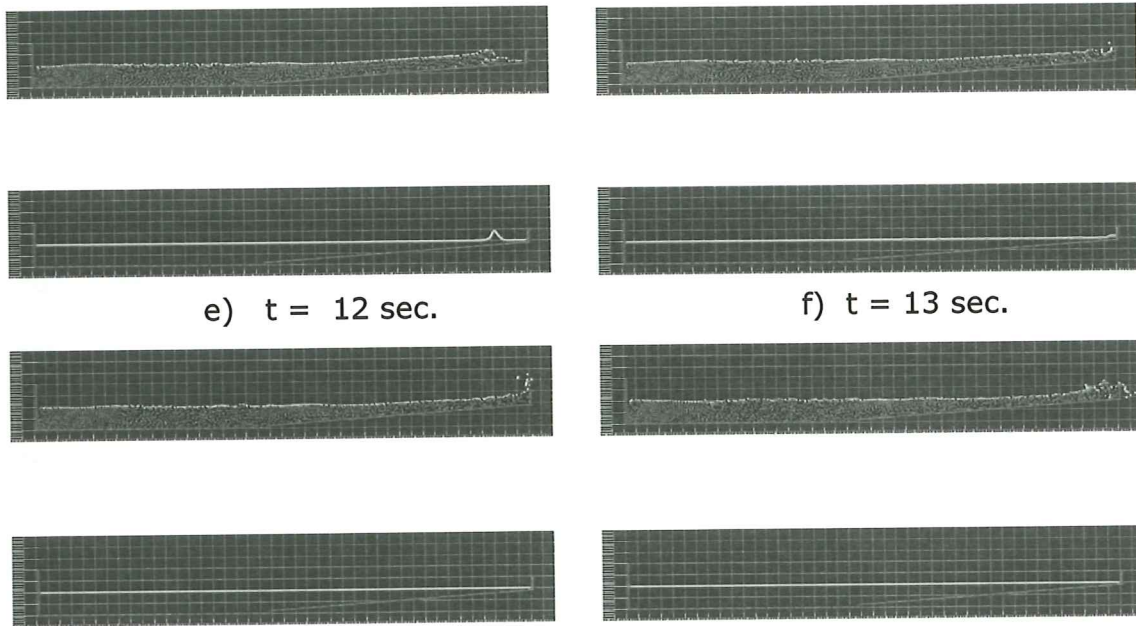 e) t = 12 sec.
f) t = 13 sec.